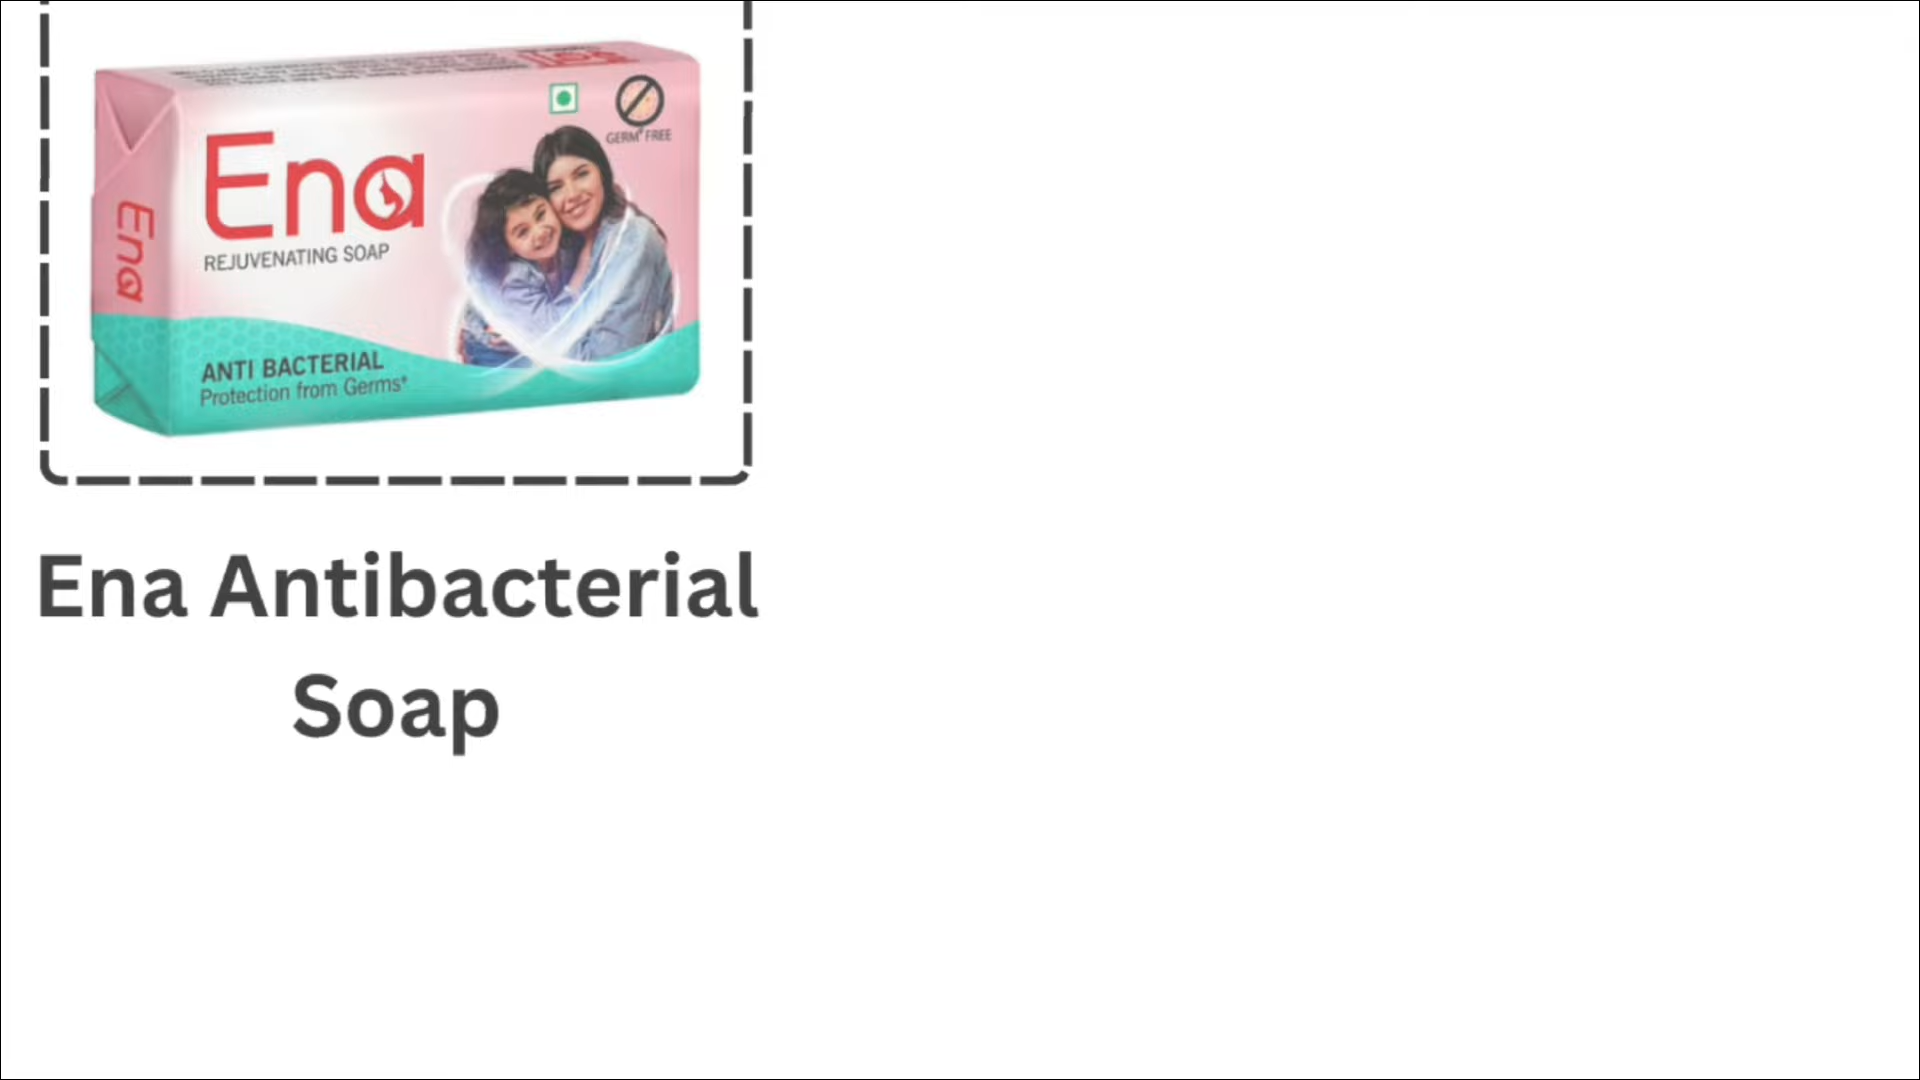 GERM* FREE
Ena
REJUVENATING SOAP
Ena
ANTI BACTERIAL
Protection from Germs*
Ena Antibacterial
Soap